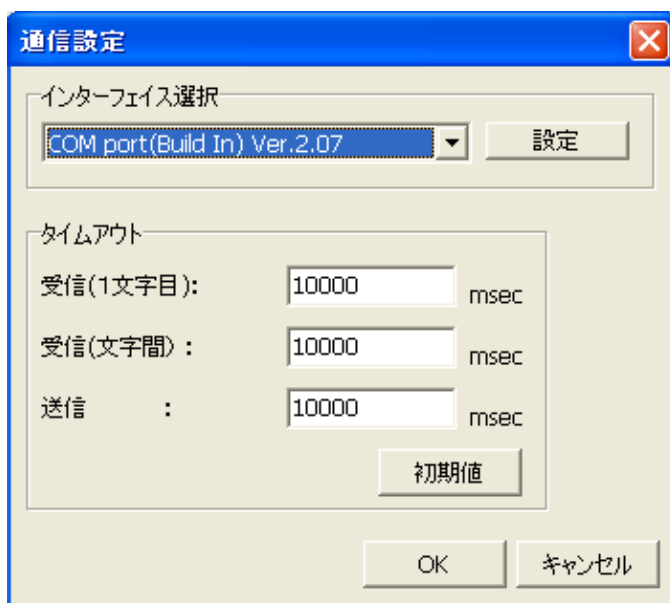 通信設定
インターフェイス選択
COM port(Build In) Ver.2.07
設定
タイムアウト
受信(1文字目): 10000 msec
受信(文字間): 10000 msec
送信 : 10000 msec
初期値
OK キャンセル